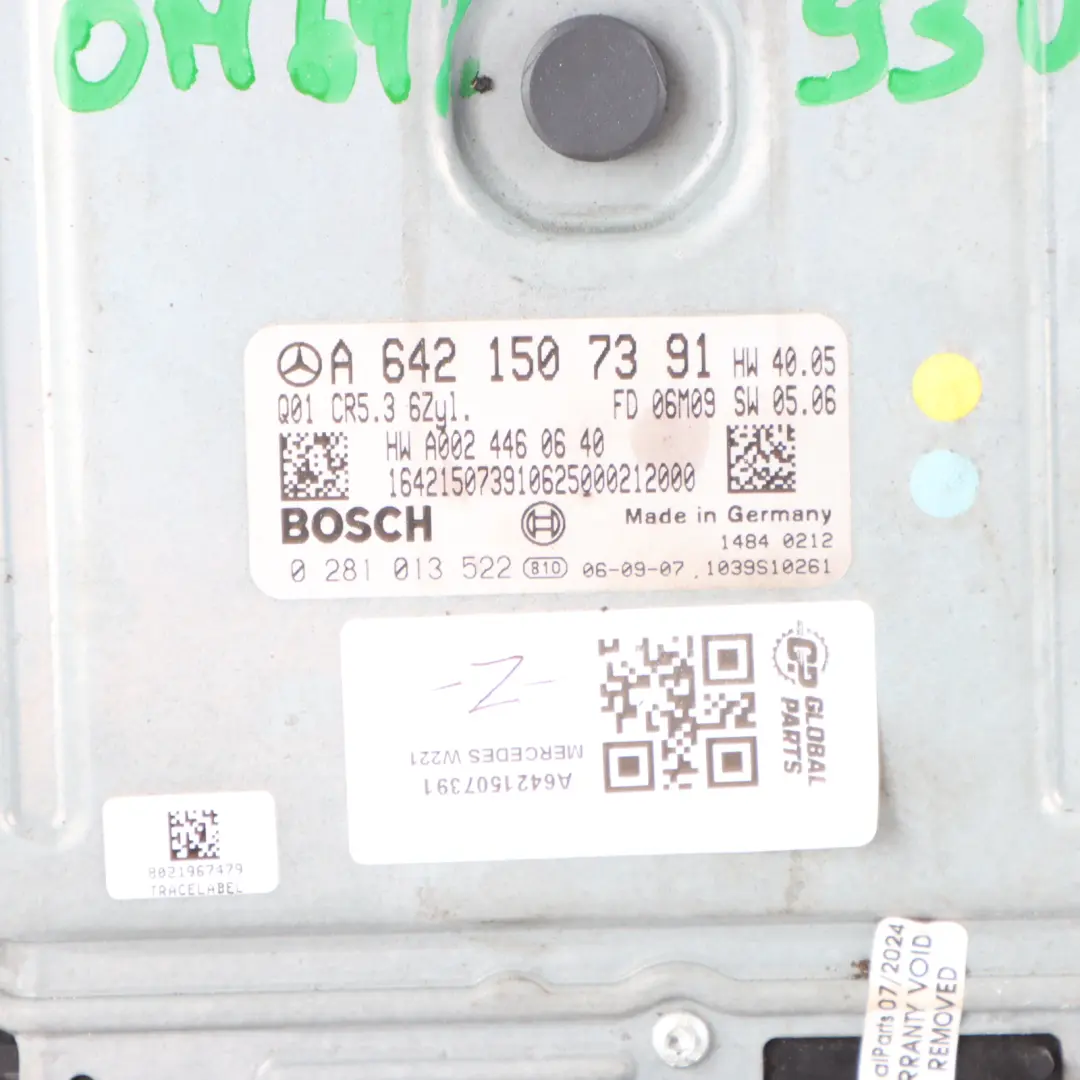 A 642 150 73 91 HW 40.05
Q01 CR5.3 6Zyl. FD 06M09 SW 05.06
HW A002 446 06 40
164215073910625000212000
BOSCH Made in Germany
1484 0212
0 281 013 522 810 06-09-07 1039S10261
-Z-
MERCEDES W221
A6421507391
GLOBAL
PARTS
8021967479
TRACELABEL
alParts 07/2024
RRANTY VOID
REMOVED